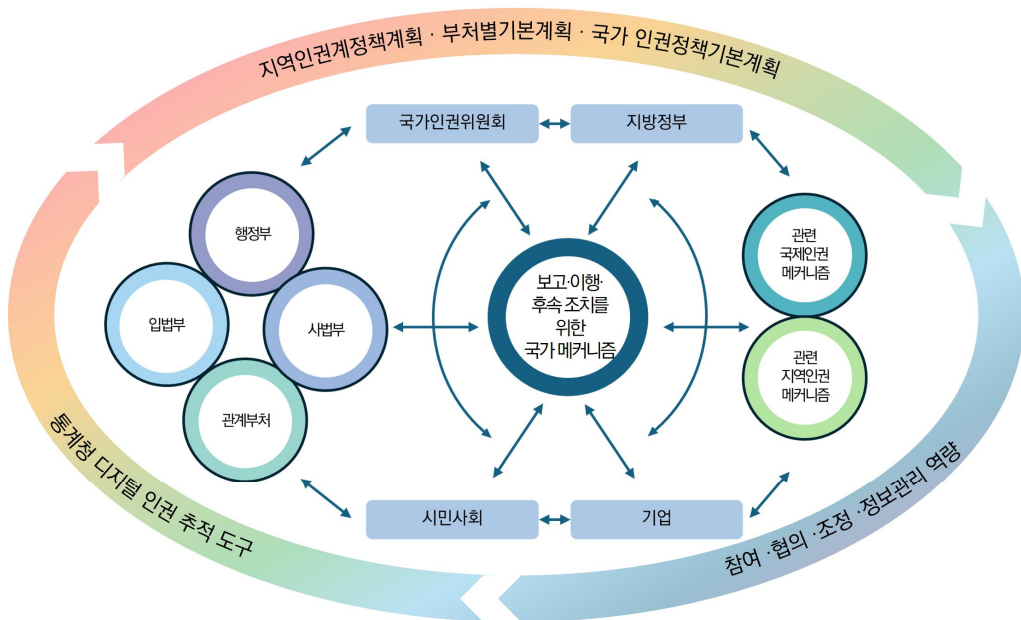 지역인권계정책계획 · 부처별기본계획 · 국가 인권정책기본계획
국가인권위원회
지방정부
행정부
입법부
사법부
관계부처
보고·이행·
후속 조치를
위한
국가 메커니즘
관련
국제인권
메커니즘
관련
지역인권
메커니즘
시민사회
기업
통계청 디지털 인권 추적 도구
참여 · 협의 · 조정 · 정보관리 역량